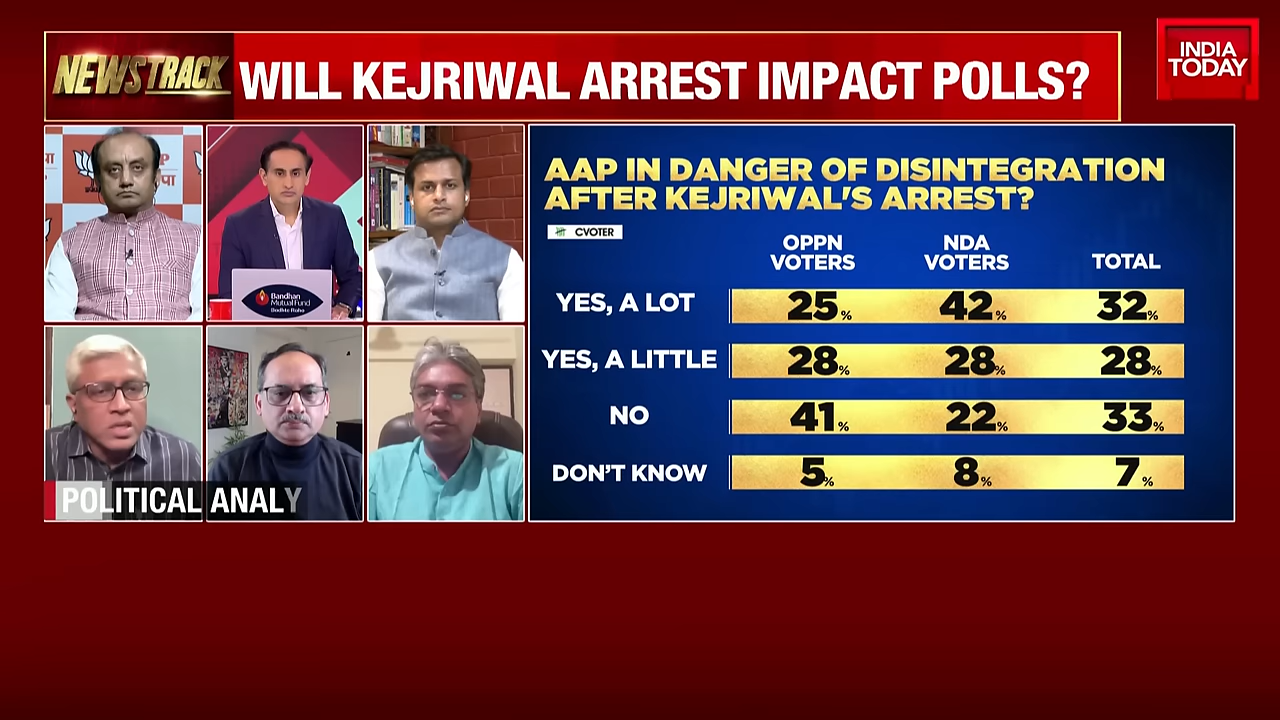 NEWSTRACK
WILL KEJRIWAL ARREST IMPACT POLLS?
INDIA
TODAY
पा
P
पा
Bandhan
Mutual Fund
Badhte Raho
POLITICAL ANALY
AAP IN DANGER OF DISINTEGRATION
AFTER KEJRIWAL'S ARREST?
CVOTER
OPPN VOTERS NDA VOTERS TOTAL
YES, A LOT 25% 42% 32%
YES, A LITTLE 28% 28% 28%
NO 41% 22% 33%
DON'T KNOW 5% 8% 7%